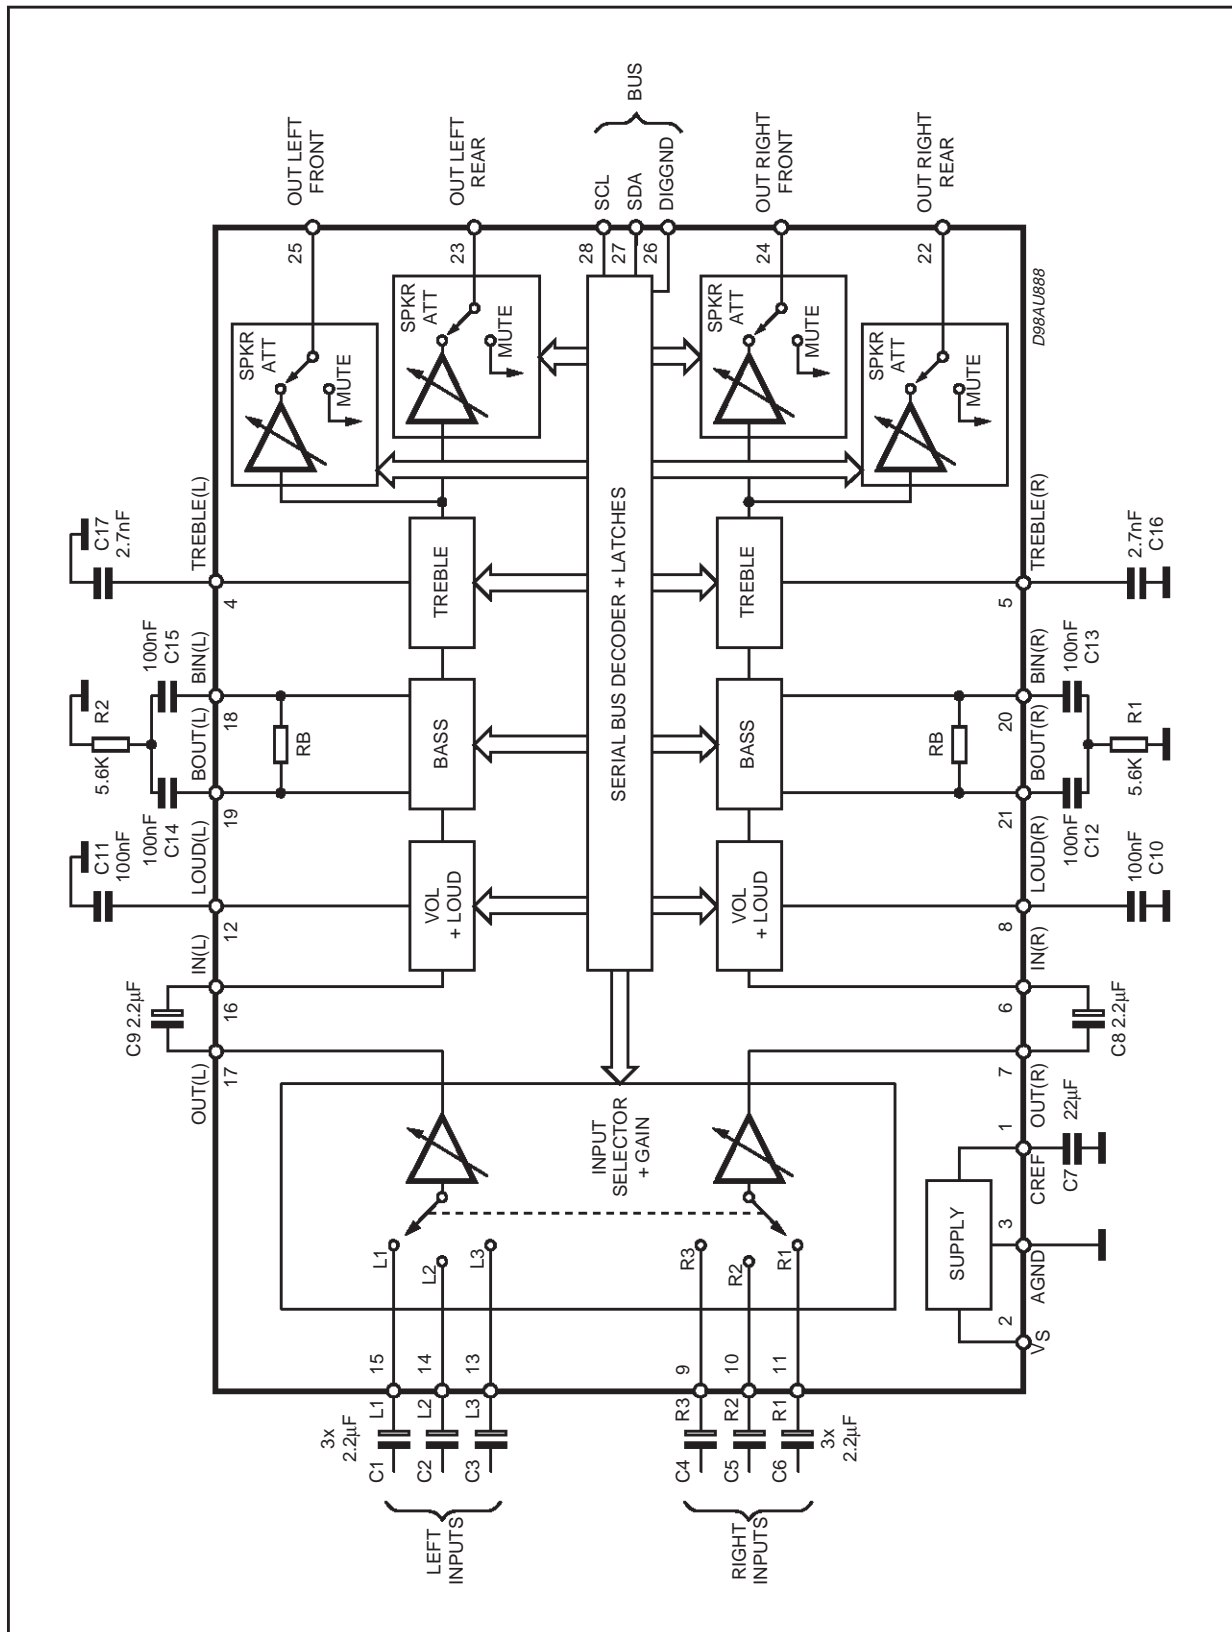 C9 2.2µF
C11
100nF
5.6K
R2
100nF
C14
100nF
C15
C17
2.7nF
OUT(L)
IN(L)
LOUD(L)
BOUT(L)
BIN(L)
TREBLE(L)
17
16
12
19
18
4
RB
SPKR
ATT
MUTE
25
OUT LEFT
FRONT
LEFT
INPUTS
3x
2.2µF
C1
L1
15
L1
C2
L2
14
L2
C3
L3
13
L3
VOL
+ LOUD
BASS
TREBLE
SPKR
ATT
MUTE
23
OUT LEFT
REAR
INPUT
SELECTOR
+ GAIN
SERIAL BUS DECODER + LATCHES
28
SCL
27
SDA
26
DIGGND
BUS
RIGHT
INPUTS
C4
R3
9
R3
C5
R2
10
R2
C6
R1
11
R1
3x
2.2µF
VOL
+ LOUD
BASS
TREBLE
SPKR
ATT
MUTE
24
OUT RIGHT
FRONT
SUPPLY
RB
SPKR
ATT
MUTE
22
OUT RIGHT
REAR
2
3
1
7
6
8
21
20
5
VS
AGND
CREF
OUT(R)
IN(R)
LOUD(R)
BOUT(R)
BIN(R)
TREBLE(R)
D98AU888
C7
22µF
C8 2.2µF
100nF
C10
100nF
C12
100nF
C13
5.6K
R1
2.7nF
C16